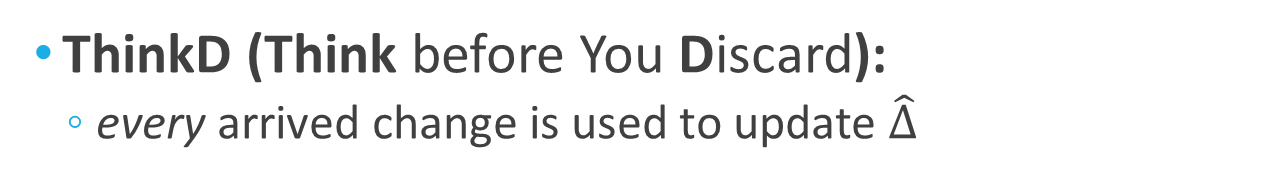 • ThinkD (Think before You Discard):
◦ every arrived change is used to update Δ̂